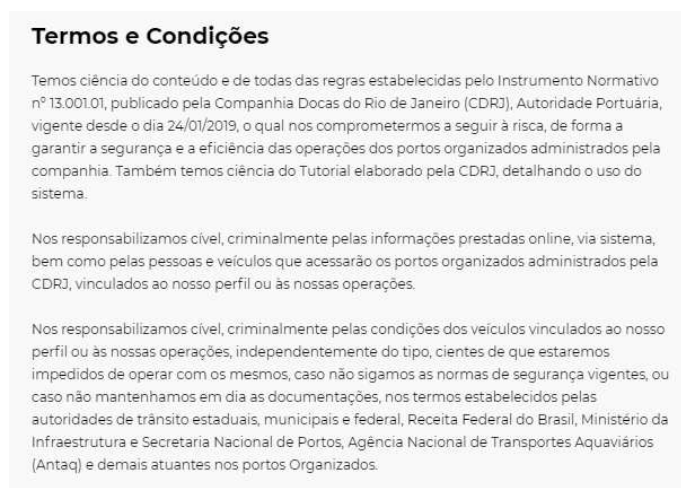 Termos e Condições
Temos ciência do conteúdo e de todas das regras estabelecidas pelo Instrumento Normativo
nº 13.001.01, publicado pela Companhia Docas do Rio de Janeiro (CDRJ), Autoridade Portuária,
vigente desde o dia 24/01/2019, o qual nos comprometermos a seguir à risca, de forma a
garantir a segurança e a eficiência das operações dos portos organizados administrados pela
companhia. Também temos ciência do Tutorial elaborado pela CDRJ, detalhando o uso do
sistema.
Nos responsabilizamos cível, criminalmente pelas informações prestadas online, via sistema,
bem como pelas pessoas e veículos que acessarão os portos organizados administrados pela
CDRJ, vinculados ao nosso perfil ou às nossas operações.
Nos responsabilizamos cível, criminalmente pelas condições dos veículos vinculados ao nosso
perfil ou às nossas operações, independentemente do tipo, cientes de que estaremos
impedidos de operar com os mesmos, caso não sigamos as normas de segurança vigentes, ou
caso não mantenhamos em dia as documentações, nos termos estabelecidos pelas
autoridades de trânsito estaduais, municipais e federal, Receita Federal do Brasil, Ministério da
Infraestrutura e Secretaria Nacional de Portos, Agência Nacional de Transportes Aquaviários
(Antaq) e demais atuantes nos portos Organizados.